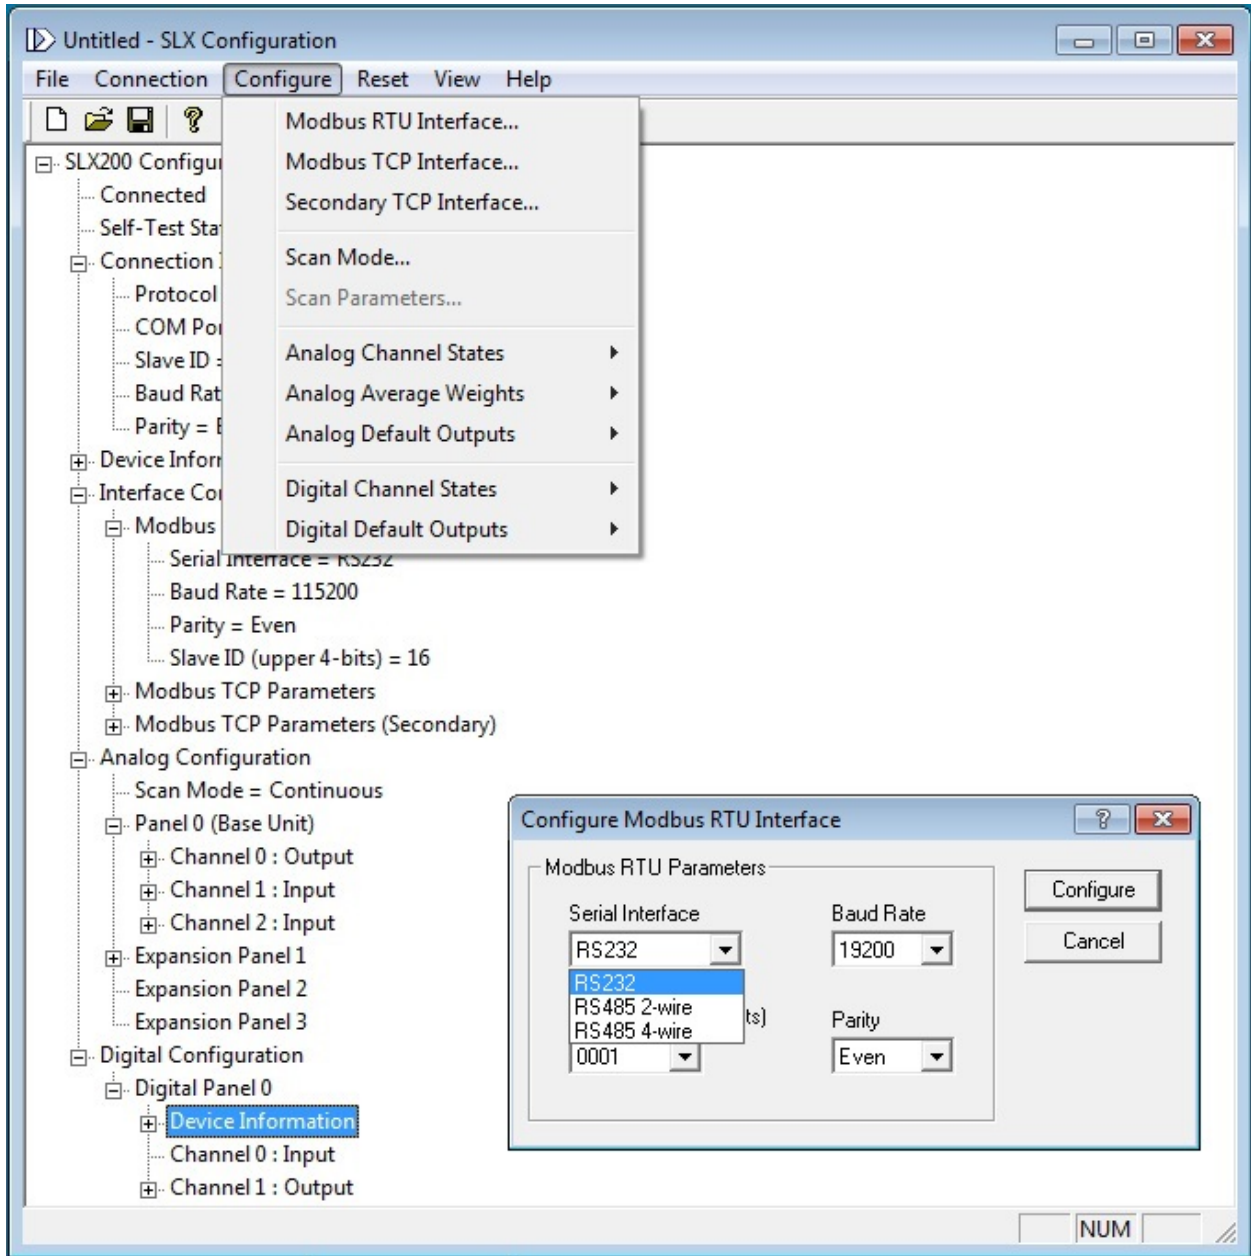 Untitled - SLX Configuration
File Connection Configure Reset View Help
Modbus RTU Interface...
Modbus TCP Interface...
Secondary TCP Interface...
Scan Mode...
Scan Parameters...
Analog Channel States
Analog Average Weights
Analog Default Outputs
Digital Channel States
Digital Default Outputs
SLX200
Connected
Self-Test
Connection
Protocol
COM
Slave ID =
Baud
Parity =
Device
Interface
Modbus
Serial Interface = RS232
Baud Rate = 115200
Parity = Even
Slave ID (upper 4-bits) = 16
Modbus TCP Parameters
Modbus TCP Parameters (Secondary)
Analog Configuration
Scan Mode = Continuous
Panel 0 (Base Unit)
Channel 0 : Output
Channel 1 : Input
Channel 2 : Input
Expansion Panel 1
Expansion Panel 2
Expansion Panel 3
Digital Configuration
Digital Panel 0
Device Information
Channel 0 : Input
Channel 1 : Output
Configure Modbus RTU Interface
Modbus RTU Parameters
Serial Interface Baud Rate
RS232 19200
RS232
RS485 2-wire
RS485 4-wire
ts) Parity
0001 Even
Configure
Cancel
NUM